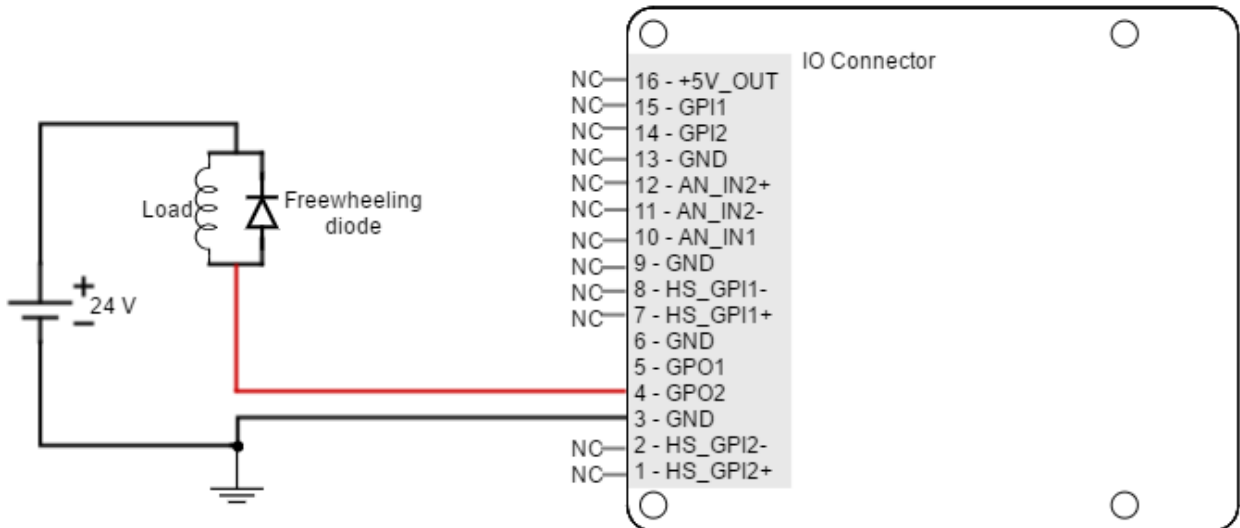 IO Connector
NC 16 - +5V_OUT
NC 15 - GPI1
NC 14 - GPI2
NC 13 - GND
NC 12 - AN_IN2+
NC 11 - AN_IN2-
NC 10 - AN_IN1
NC 9 - GND
NC 8 - HS_GPI1-
NC 7 - HS_GPI1+
6 - GND
5 - GPO1
4 - GPO2
3 - GND
NC 2 - HS_GPI2-
NC 1 - HS_GPI2+
Load
Freewheeling
diode
+
24 V
–